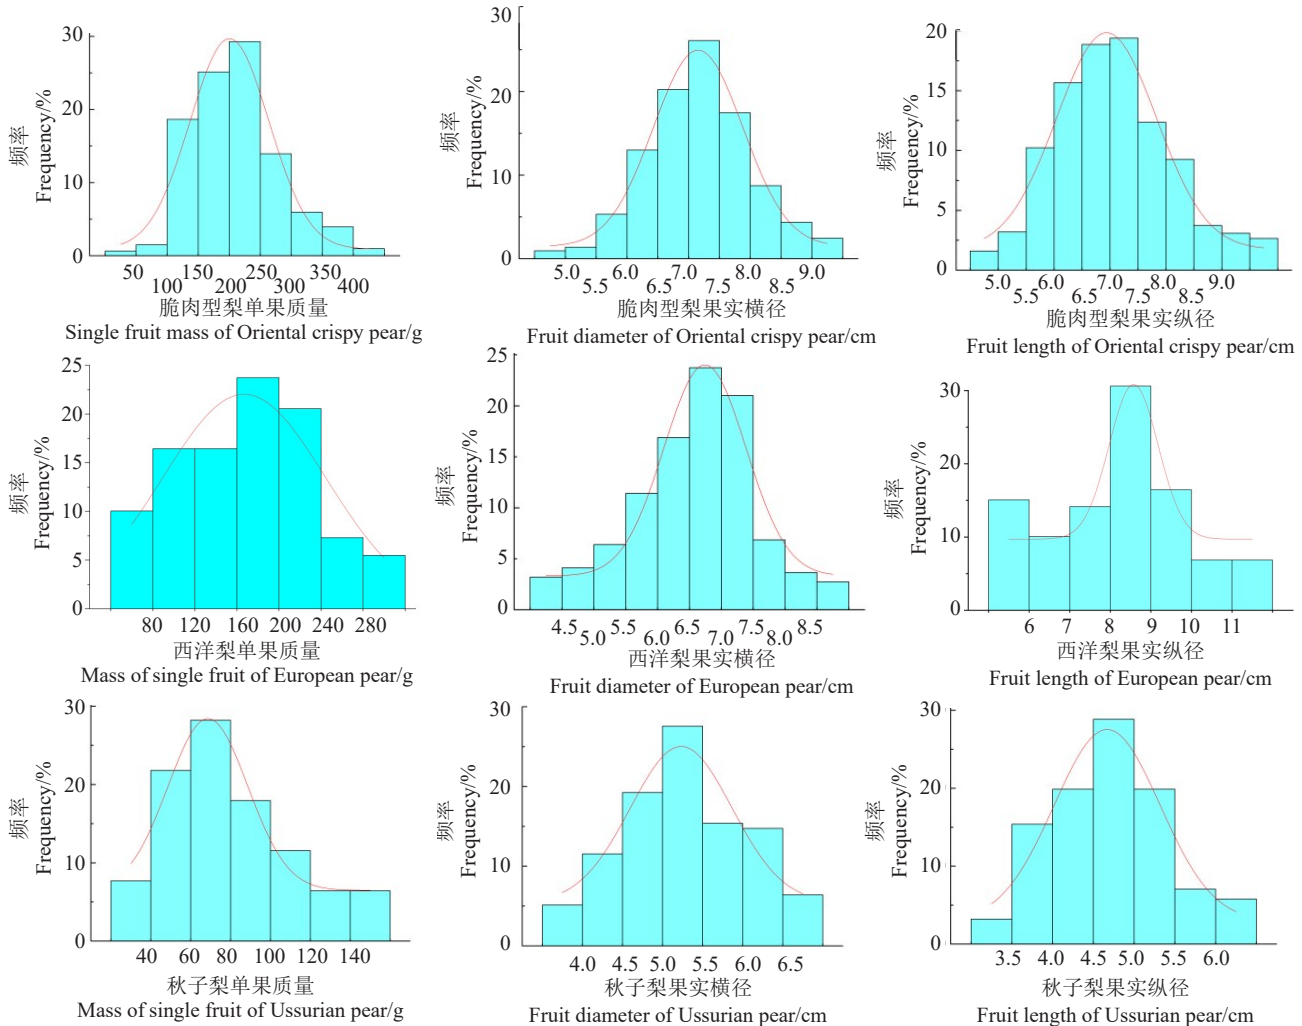 30
20
10
0
频率
Frequency/%
50
150
250
350
100
200
300
400
脆肉型梨单果质量
Single fruit mass of Oriental crispy pear/g
30
20
10
0
频率
Frequency/%
5.0
6.0
7.0
8.0
9.0
5.5
6.5
7.5
8.5
脆肉型梨果实横径
Fruit diameter of Oriental crispy pear/cm
20
15
10
5
0
频率
Frequency/%
5.0
6.0
7.0
8.0
9.0
5.5
6.5
7.5
8.5
脆肉型梨果实纵径
Fruit length of Oriental crispy pear/cm
25
20
15
10
5
0
频率
Frequency/%
80 120 160 200 240 280
西洋梨单果质量
Mass of single fruit of European pear/g
25
20
15
10
5
0
频率
Frequency/%
4.5
5.5
6.5
7.5
8.5
5.0
6.0
7.0
8.0
西洋梨果实横径
Fruit diameter of European pear/cm
30
20
10
0
频率
Frequency/%
6 7 8 9 10 11
西洋梨果实纵径
Fruit length of European pear/cm
30
20
10
0
频率
Frequency/%
40 60 80 100 120 140
秋子梨单果质量
Mass of single fruit of Ussurian pear/g
30
20
10
0
频率
Frequency/%
4.0 4.5 5.0 5.5 6.0 6.5
秋子梨果实横径
Fruit diameter of Ussurian pear/cm
30
20
10
0
频率
Frequency/%
3.5 4.0 4.5 5.0 5.5 6.0
秋子梨果实纵径
Fruit length of Ussurian pear/cm